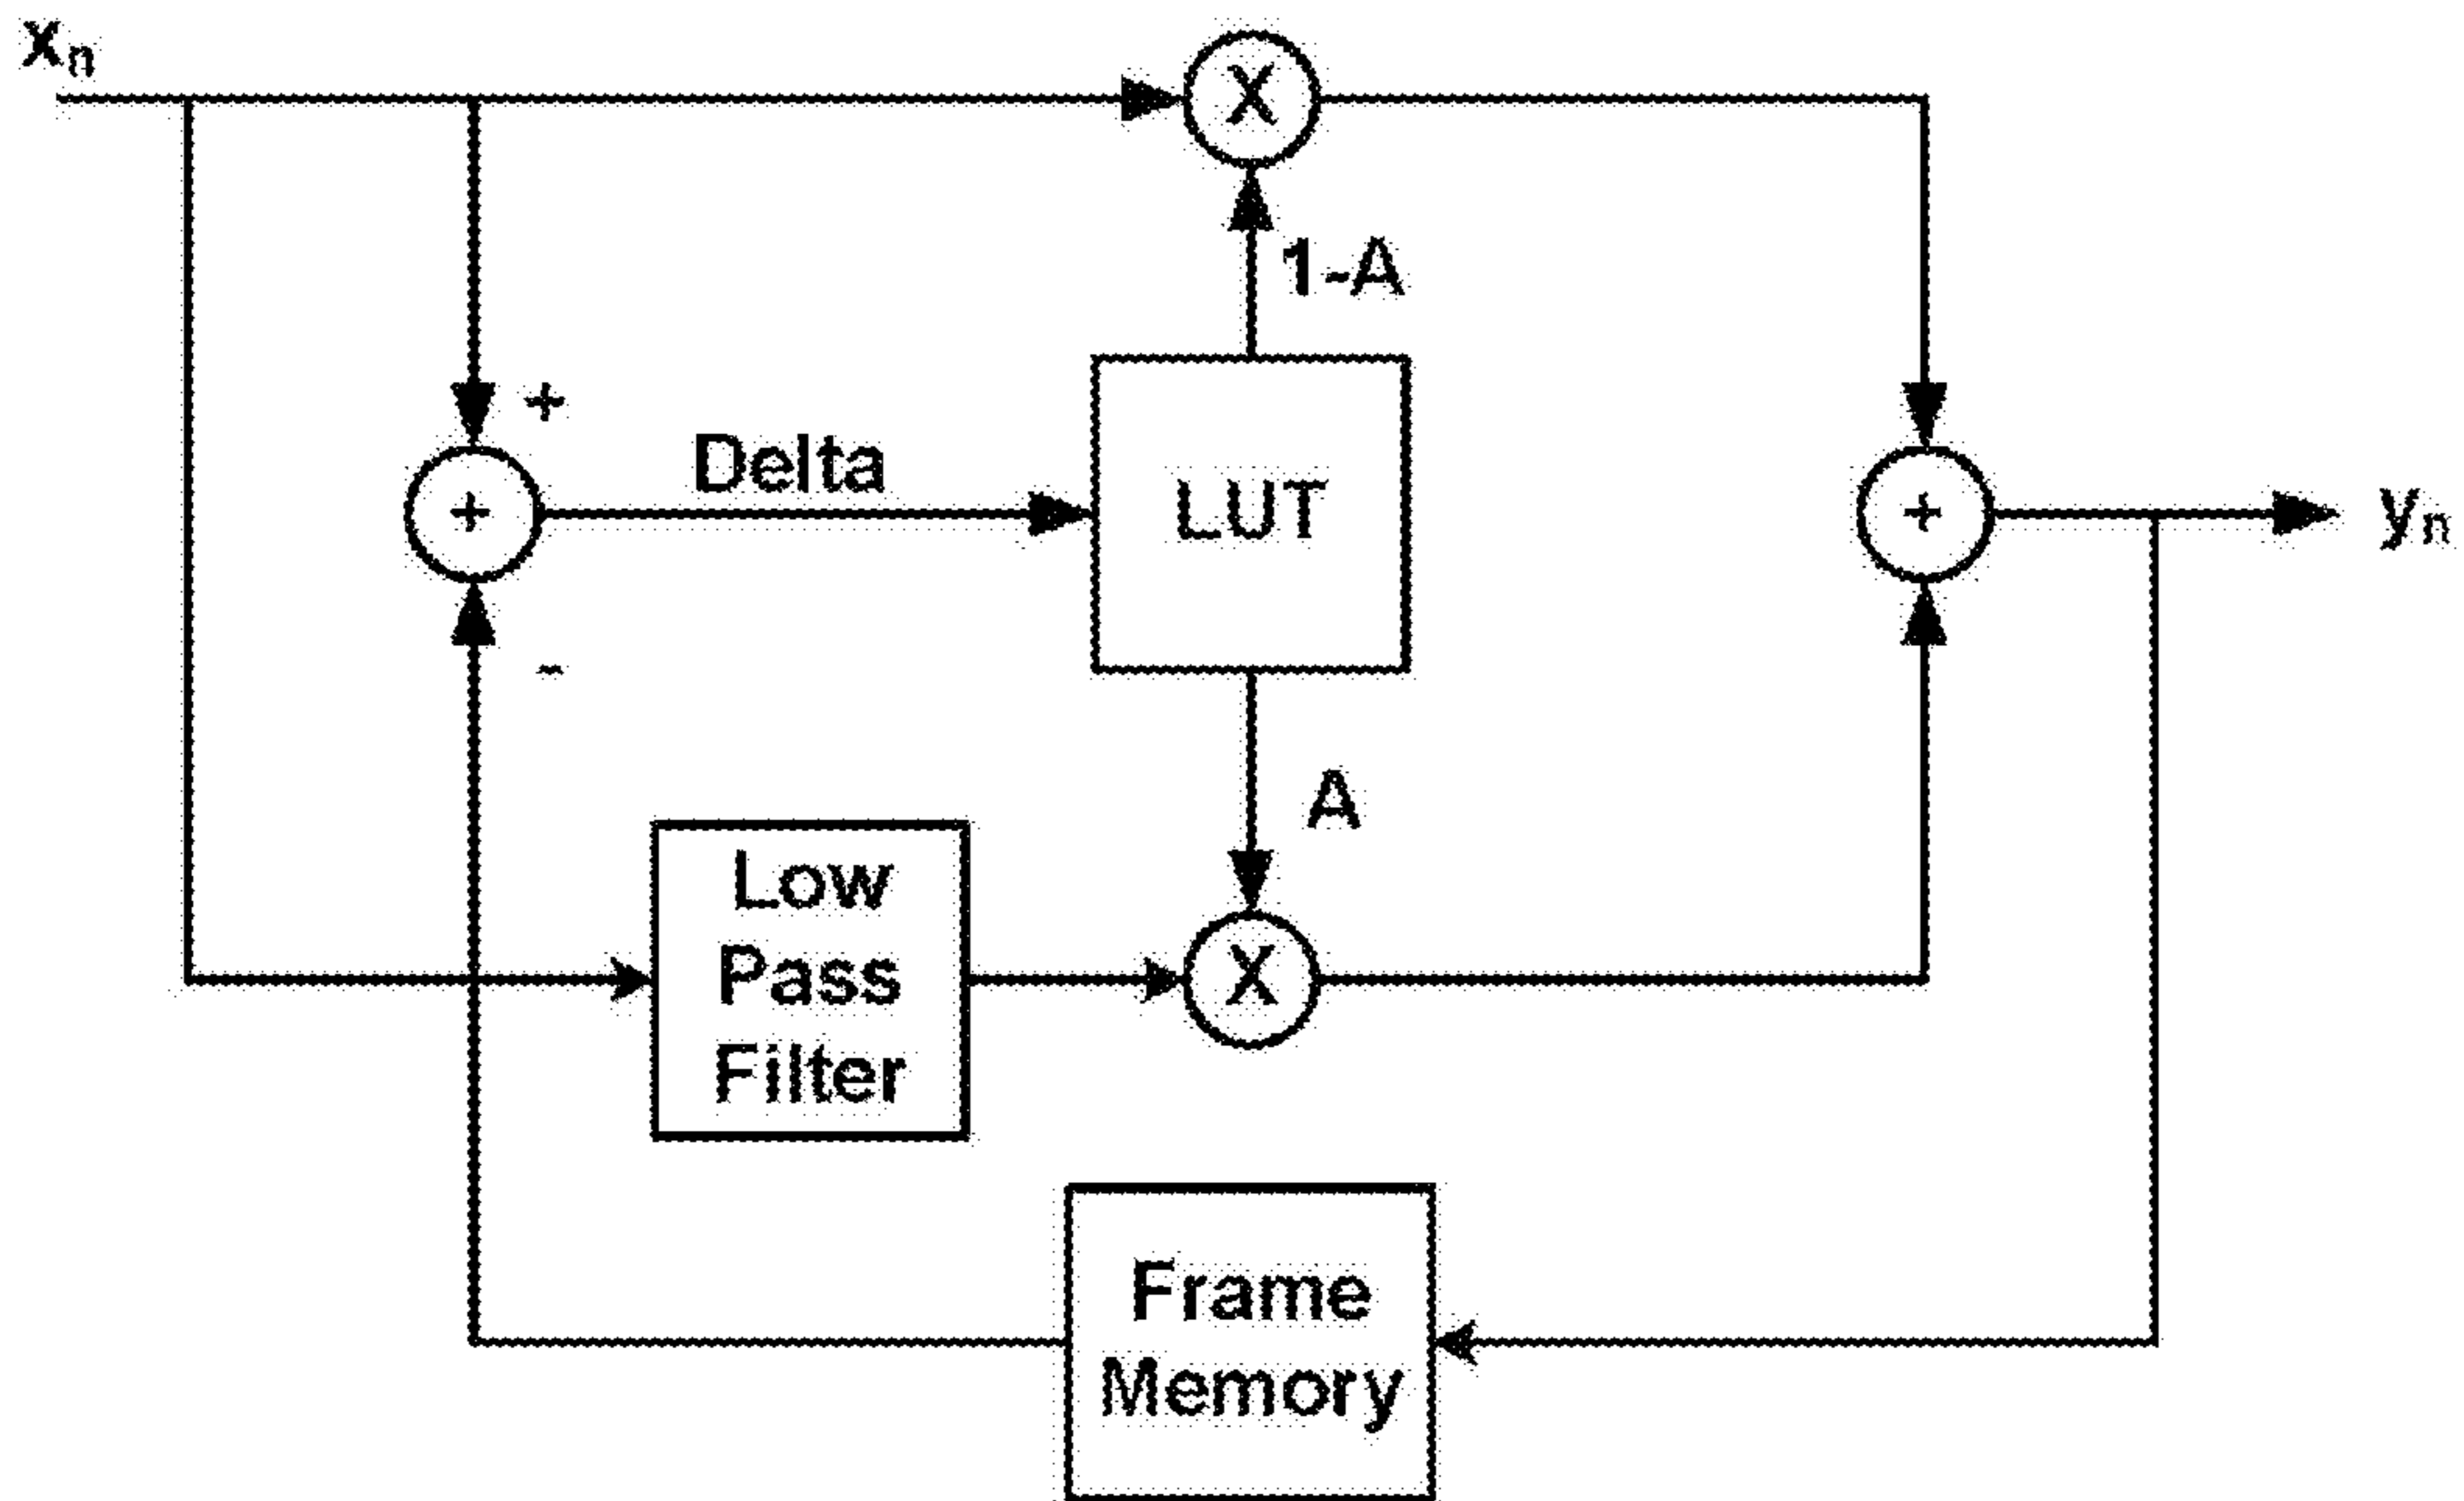 xn
X
1-A
+
Delta
+
LUT
+
yn
-
A
Low
Pass
Filter
X
Frame
Memory